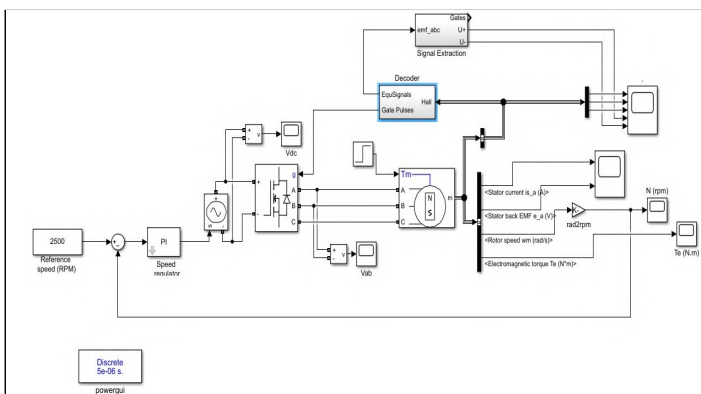 Gates
emf_abc
U+
U-
Signal Extraction
Decoder
EquSignals
Hall
Gate Pulses
+
-
v
Vdc
g
+
-
A
B
C
Tm
A
B
C
N
S
m
<Stator current is_a (A)>
<Stator back EMF e_a (V)>
<Rotor speed wm (rad/s)>
<Electromagnetic torque Te (N*m)>
K-
rad2rpm
N (rpm)
Te (N.m)
2500
Reference
speed (RPM)
PI
Speed
regulator
+
s
-
+
-
v
Vab
Discrete
5e-06 s.
powergui